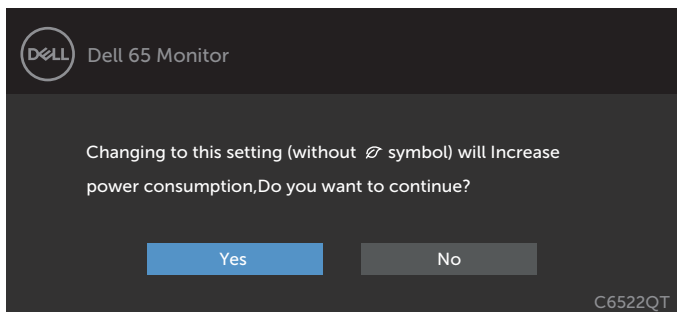 DELL
Dell 65 Monitor
Changing to this setting (without symbol) will Increase
power consumption,Do you want to continue?
Yes
No
C6522QT